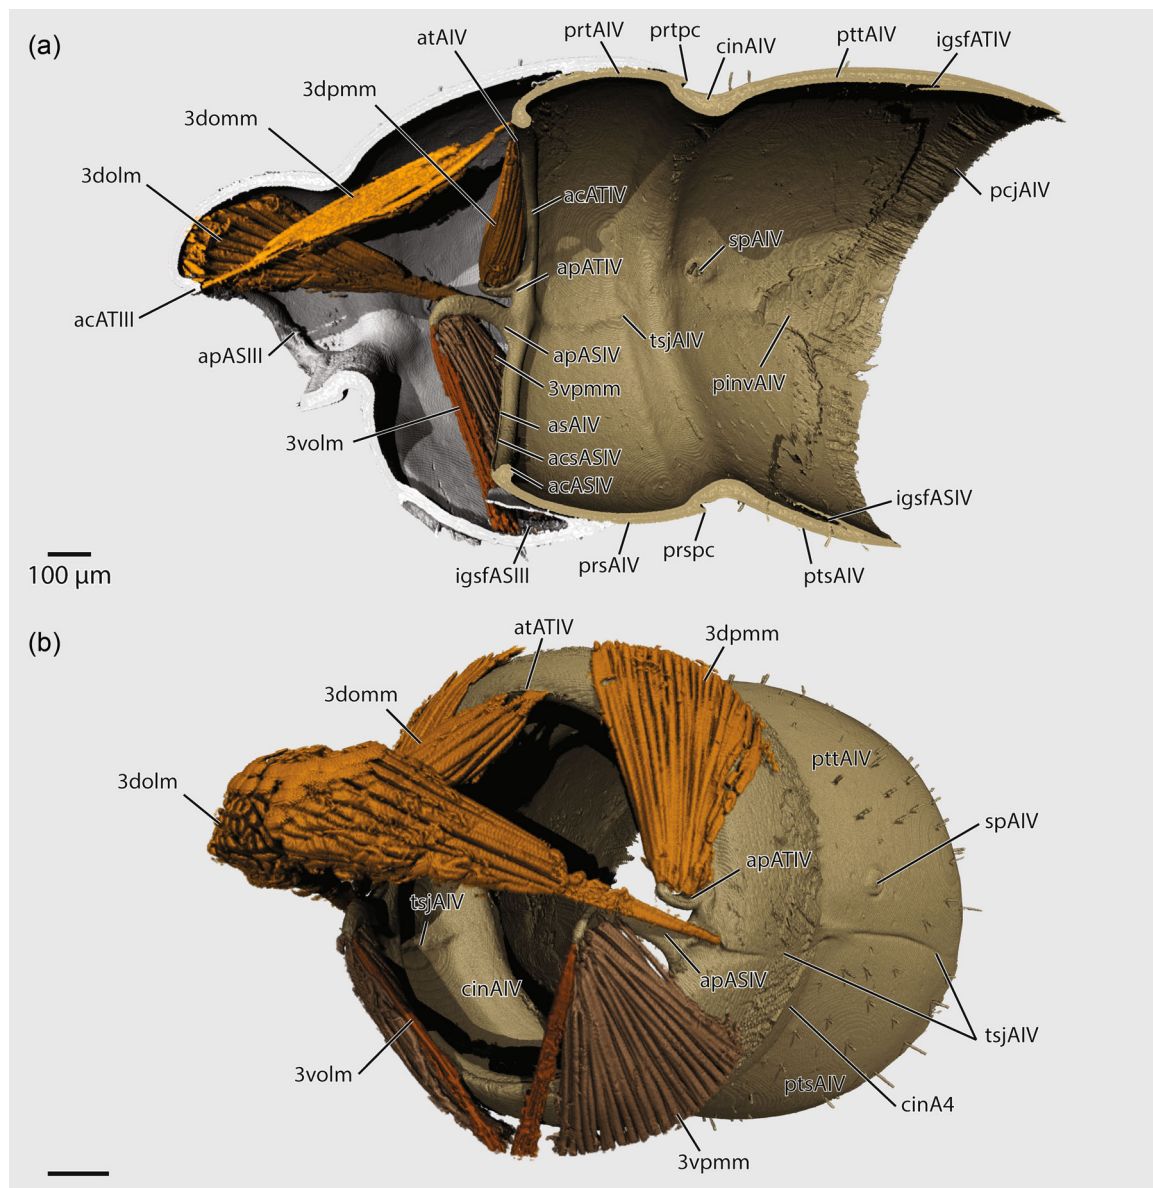 (a)
atAIV
prtAIV
prtpc
cinAIV
pttAIV
igsfATIV
3dpmm
3domm
3dolm
acATIV
pcjAIV
spAIV
apATIV
acATIII
apASIII
tsjAIV
apASIV
pinvAIV
3vpmm
asAIV
3volm
acsASIV
acASIV
igsfASIV
100 µm
igsfASIII
prsAIV
prspc
ptsAIV
(b)
atATIV
3dpmm
3domm
pttAIV
3dolm
spAIV
apATIV
tsjAIV
apASIV
cinAIV
tsjAIV
3volm
ptsAIV
cinA4
3vpmm